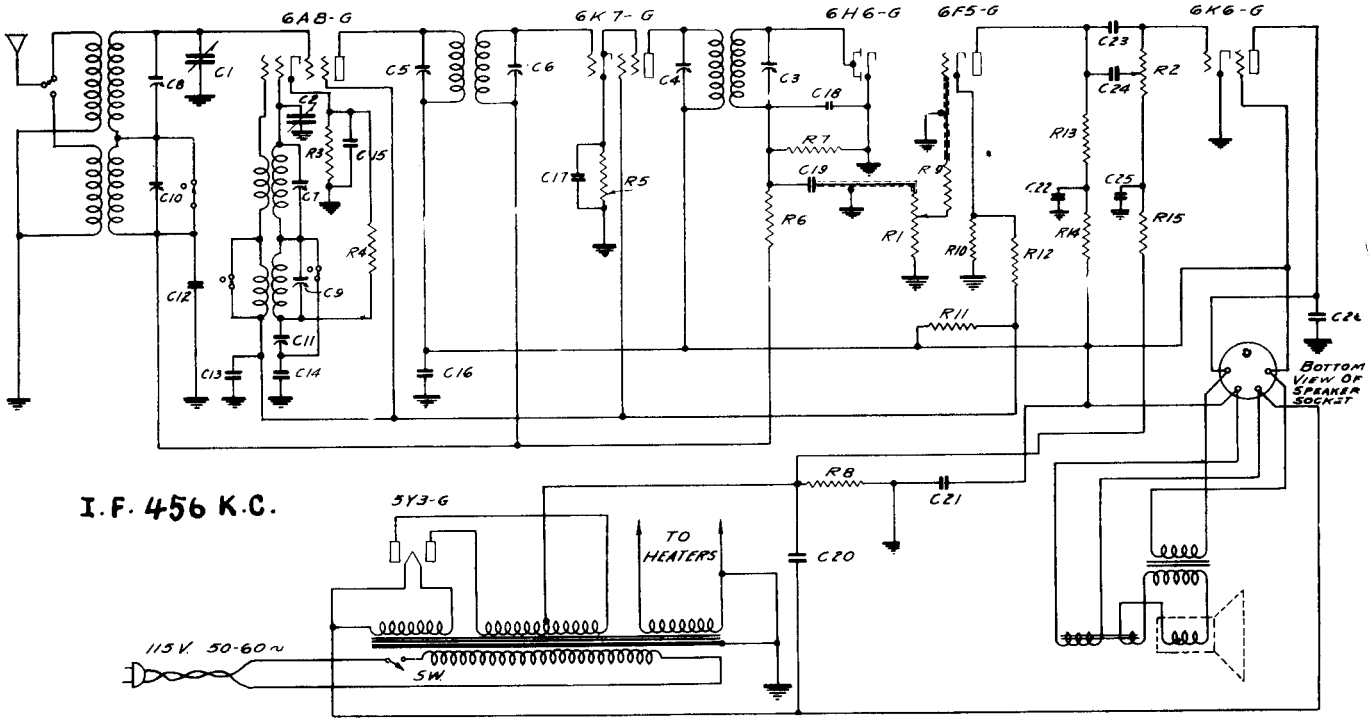 6A8-G
6K7-G
6H6-G
6F5-G
6K6-G
C8
C1
C2
R3
C15
C5
C6
C4
C3
C18
R7
C19
C23
R2
C24
R13
C10
C7
R4
C17
R5
R6
R9
R1
R10
R12
C22
C25
R14
R15
C12
C9
C11
R11
C13
C14
C16
BOTTOM
VIEW OF
SPEAKER
SOCKET
I.F. 456 K.C.
5Y3-G
TO
HEATERS
R8
C21
C20
115 V. 50-60~
SW.